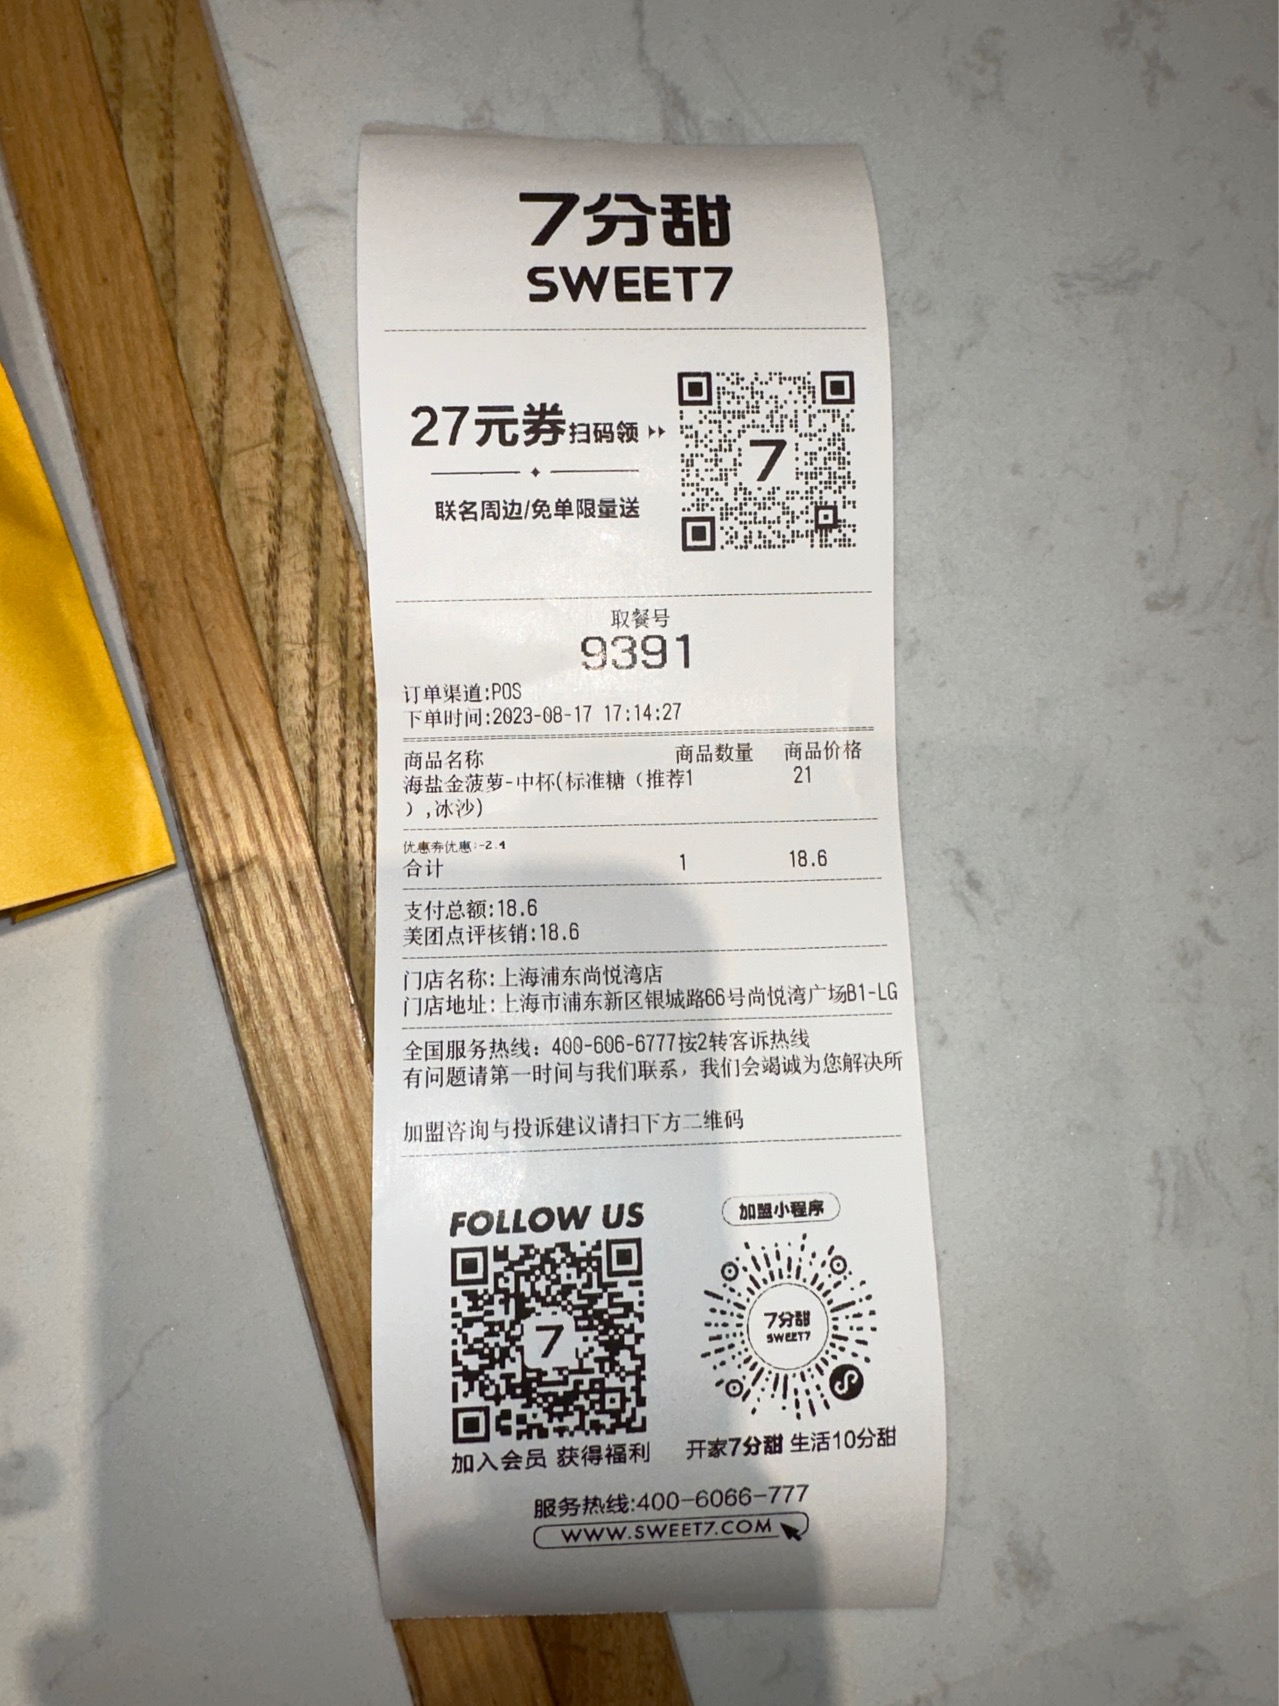 7分甜
SWEET7
27元券扫码领
联名周边/免单限量送
7
取餐号
9391
订单渠道:POS
下单时间:2023-08-17 17:14:27
商品名称 商品数量 商品价格
海盐金菠萝-中杯(标准糖（推荐1 21
）,冰沙)
优惠券优惠:-2.4
合计 1 18.6
支付总额:18.6
美团点评核销:18.6
门店名称:上海浦东尚悦湾店
门店地址:上海市浦东新区银城路66号尚悦湾广场B1-LG
全国服务热线：400-606-6777按2转客诉热线
有问题请第一时间与我们联系，我们会竭诚为您解决所
加盟咨询与投诉建议请扫下方二维码
FOLLOW US
7
加入会员 获得福利
加盟小程序
7分甜
SWEET7
开家7分甜 生活10分甜
服务热线:400-6066-777
WWW.SWEET7.COM